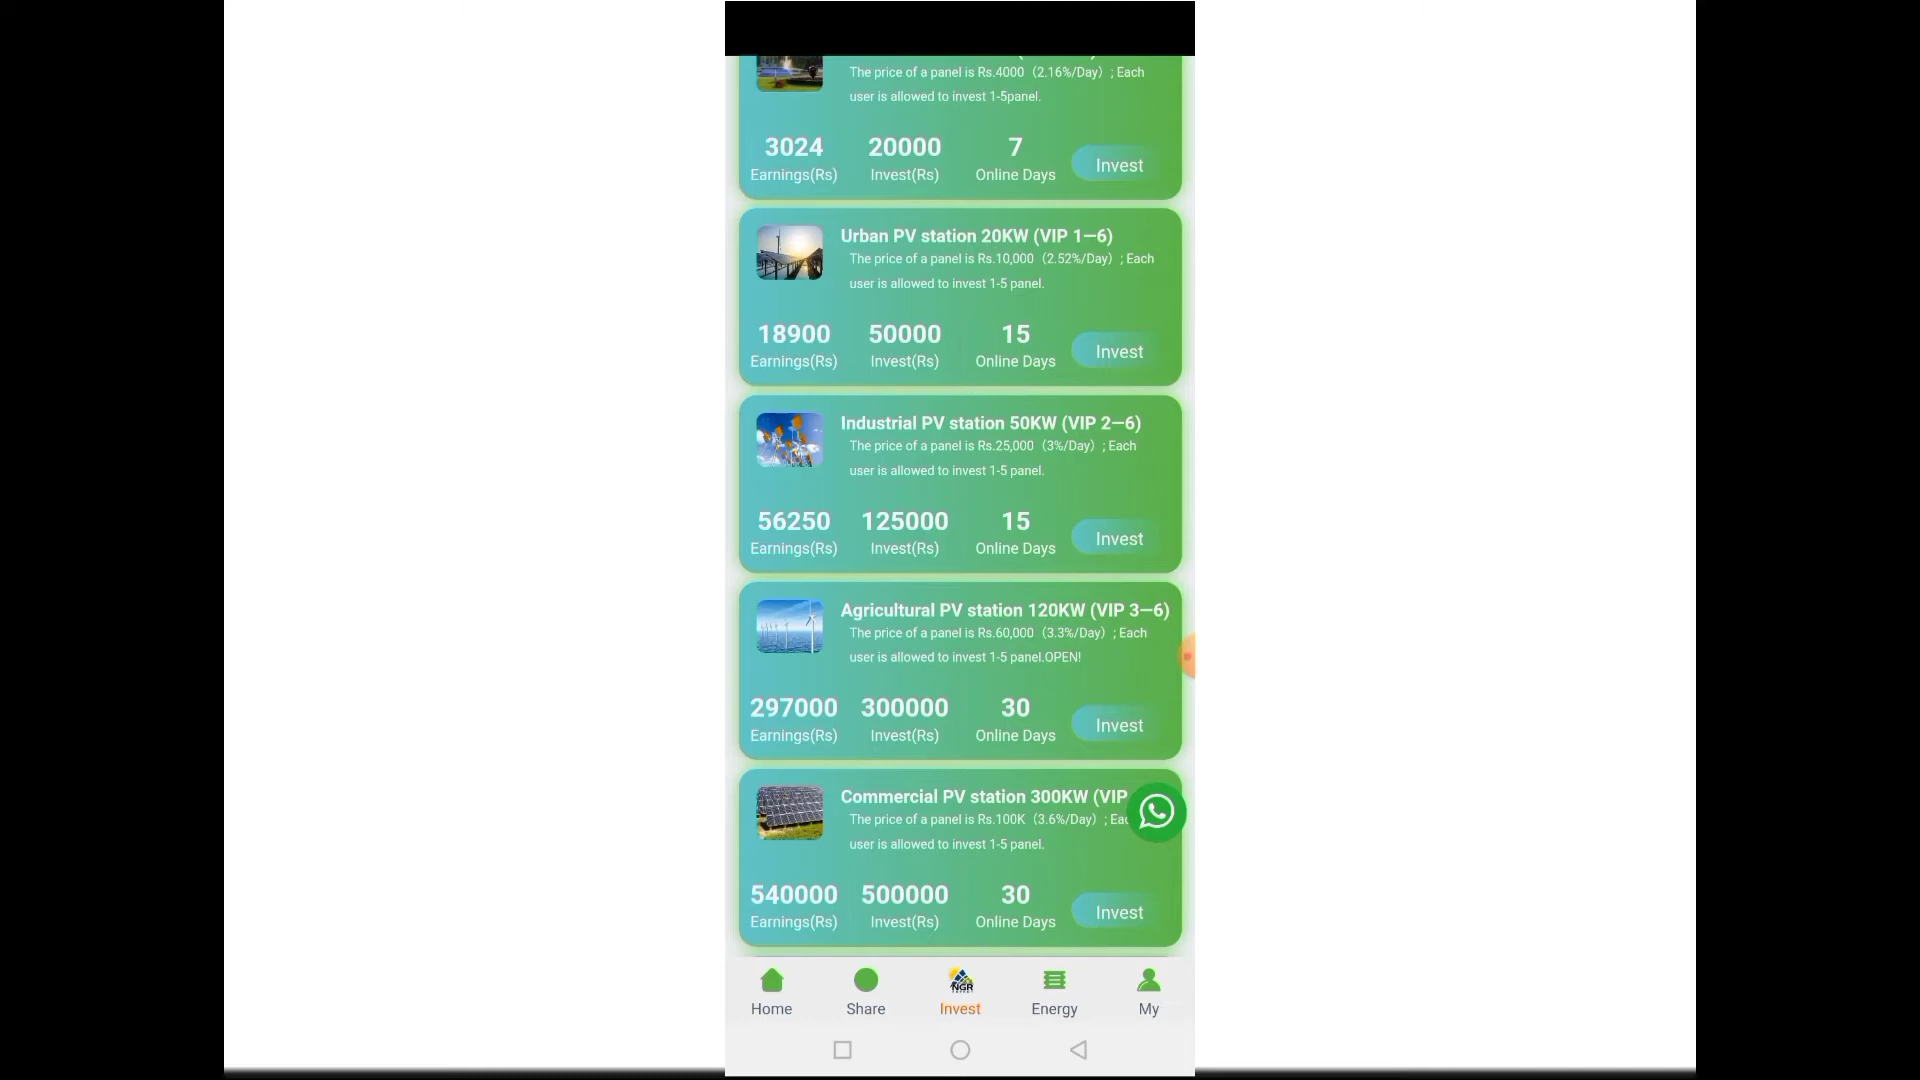 The price of a panel is Rs.4000（2.16%/Day）; Each
user is allowed to invest 1-5panel.
3024 20000 7
Earnings(Rs) Invest(Rs) Online Days Invest
Urban PV station 20KW (VIP 1—6)
The price of a panel is Rs.10,000（2.52%/Day）; Each
user is allowed to invest 1-5 panel.
18900 50000 15
Earnings(Rs) Invest(Rs) Online Days Invest
Industrial PV station 50KW (VIP 2—6)
The price of a panel is Rs.25,000（3%/Day）; Each
user is allowed to invest 1-5 panel.
56250 125000 15
Earnings(Rs) Invest(Rs) Online Days Invest
Agricultural PV station 120KW (VIP 3—6)
The price of a panel is Rs.60,000（3.3%/Day）; Each
user is allowed to invest 1-5 panel.OPEN!
297000 300000 30
Earnings(Rs) Invest(Rs) Online Days Invest
Commercial PV station 300KW (VIP
The price of a panel is Rs.100K（3.6%/Day）;
user is allowed to invest 1-5 panel.
540000 500000 30
Earnings(Rs) Invest(Rs) Online Days Invest
NGR
Home Share Invest Energy My